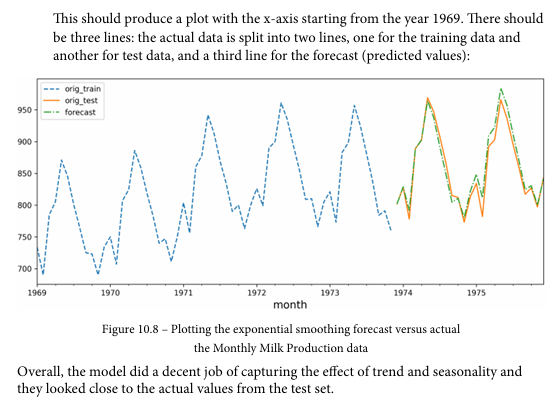 This should produce a plot with the x-axis starting from the year 1969. There should
be three lines: the actual data is split into two lines, one for the training data and
another for test data, and a third line for the forecast (predicted values):
orig_train
orig_test
forecast
950
900
850
800
750
700
1969
1970
1971
1972
1973
1974
1975
month
Figure 10.8 – Plotting the exponential smoothing forecast versus actual
the Monthly Milk Production data
Overall, the model did a decent job of capturing the effect of trend and seasonality and
they looked close to the actual values from the test set.